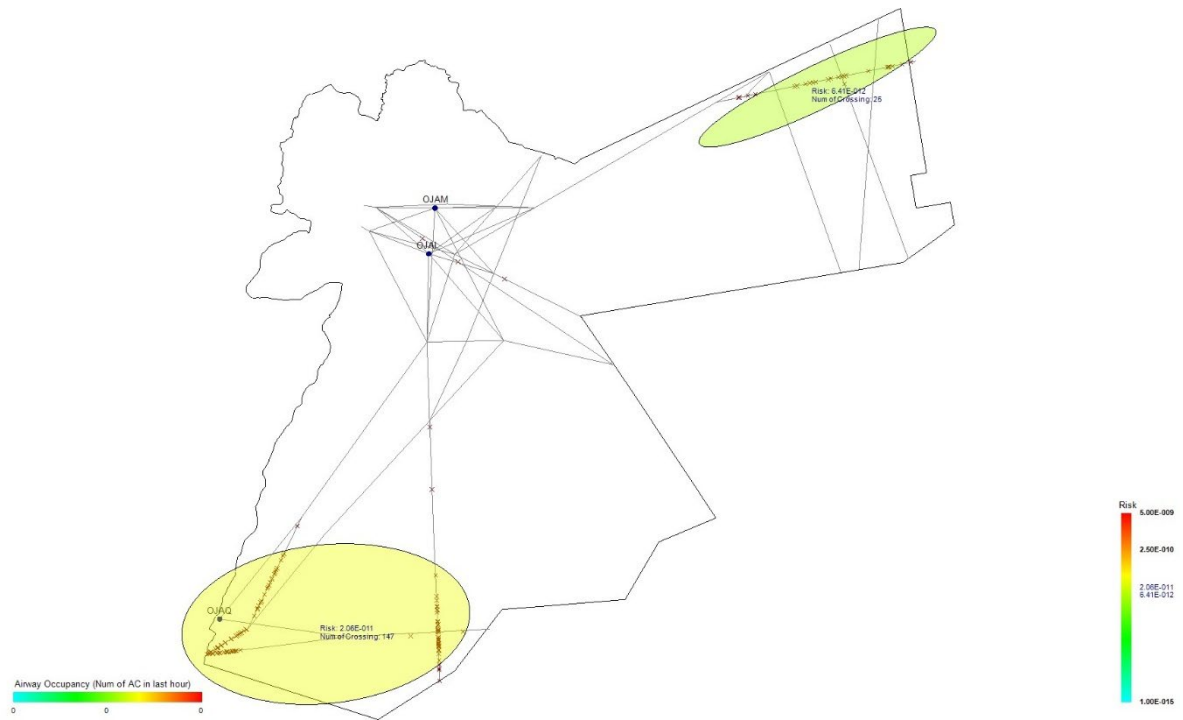 Risk: 6.41E-012
Num of Crossing: 25
OJAM
OJAI
OJAQ
Risk: 2.06E-011
Num of Crossing: 147
Risk
5.00E-009
2.50E-010
2.06E-011
6.41E-012
1.00E-015
Airway Occupancy (Num of AC in last hour)
0 0 0